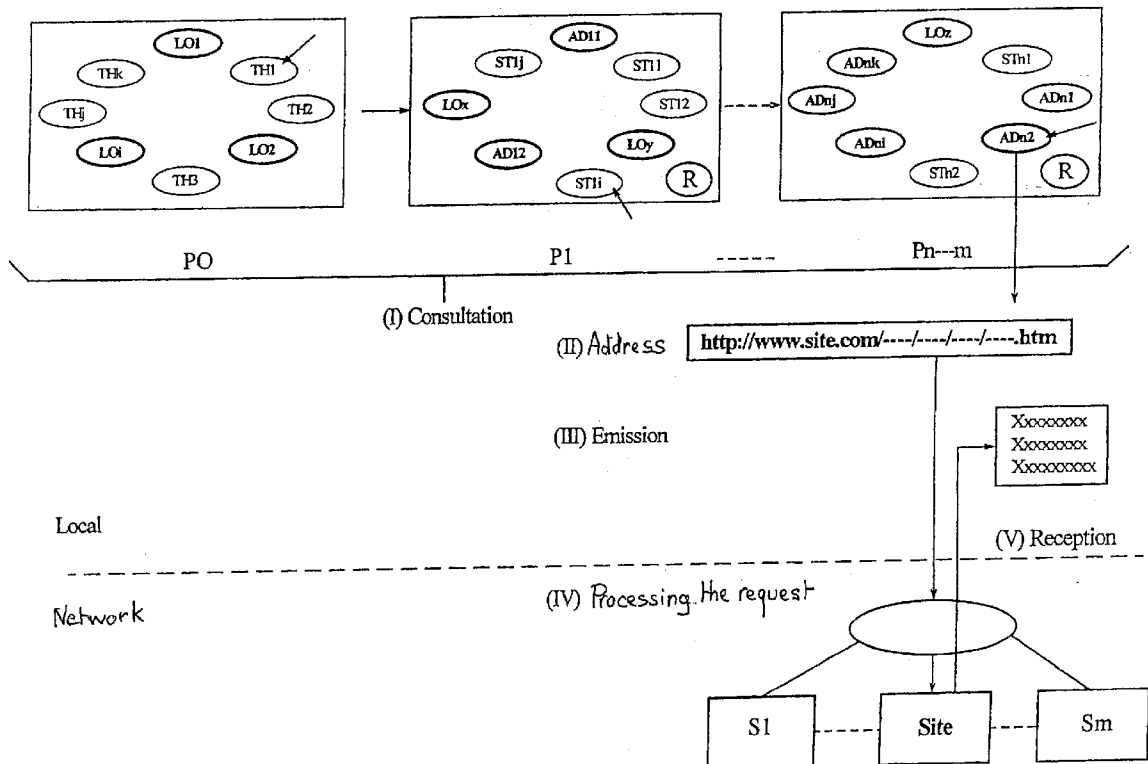 LO1
THk
TH1
THj
TH2
LOi
LO2
TH3
AD11
ST1j
ST11
LOx
ST12
AD12
LOy
ST1i
R
LOz
ADnk
STn1
ADnj
ADn1
ADni
ADn2
STn2
R
PO
P1
-----
Pn---m
(I) Consultation
(II) Address
http://www.site.com/----/----/----/----.htm
(III) Emission
Xxxxxxxx
Xxxxxxxx
Xxxxxxxxx
Local
(V) Reception
Network
(IV) Processing the request
S1
Site
Sm